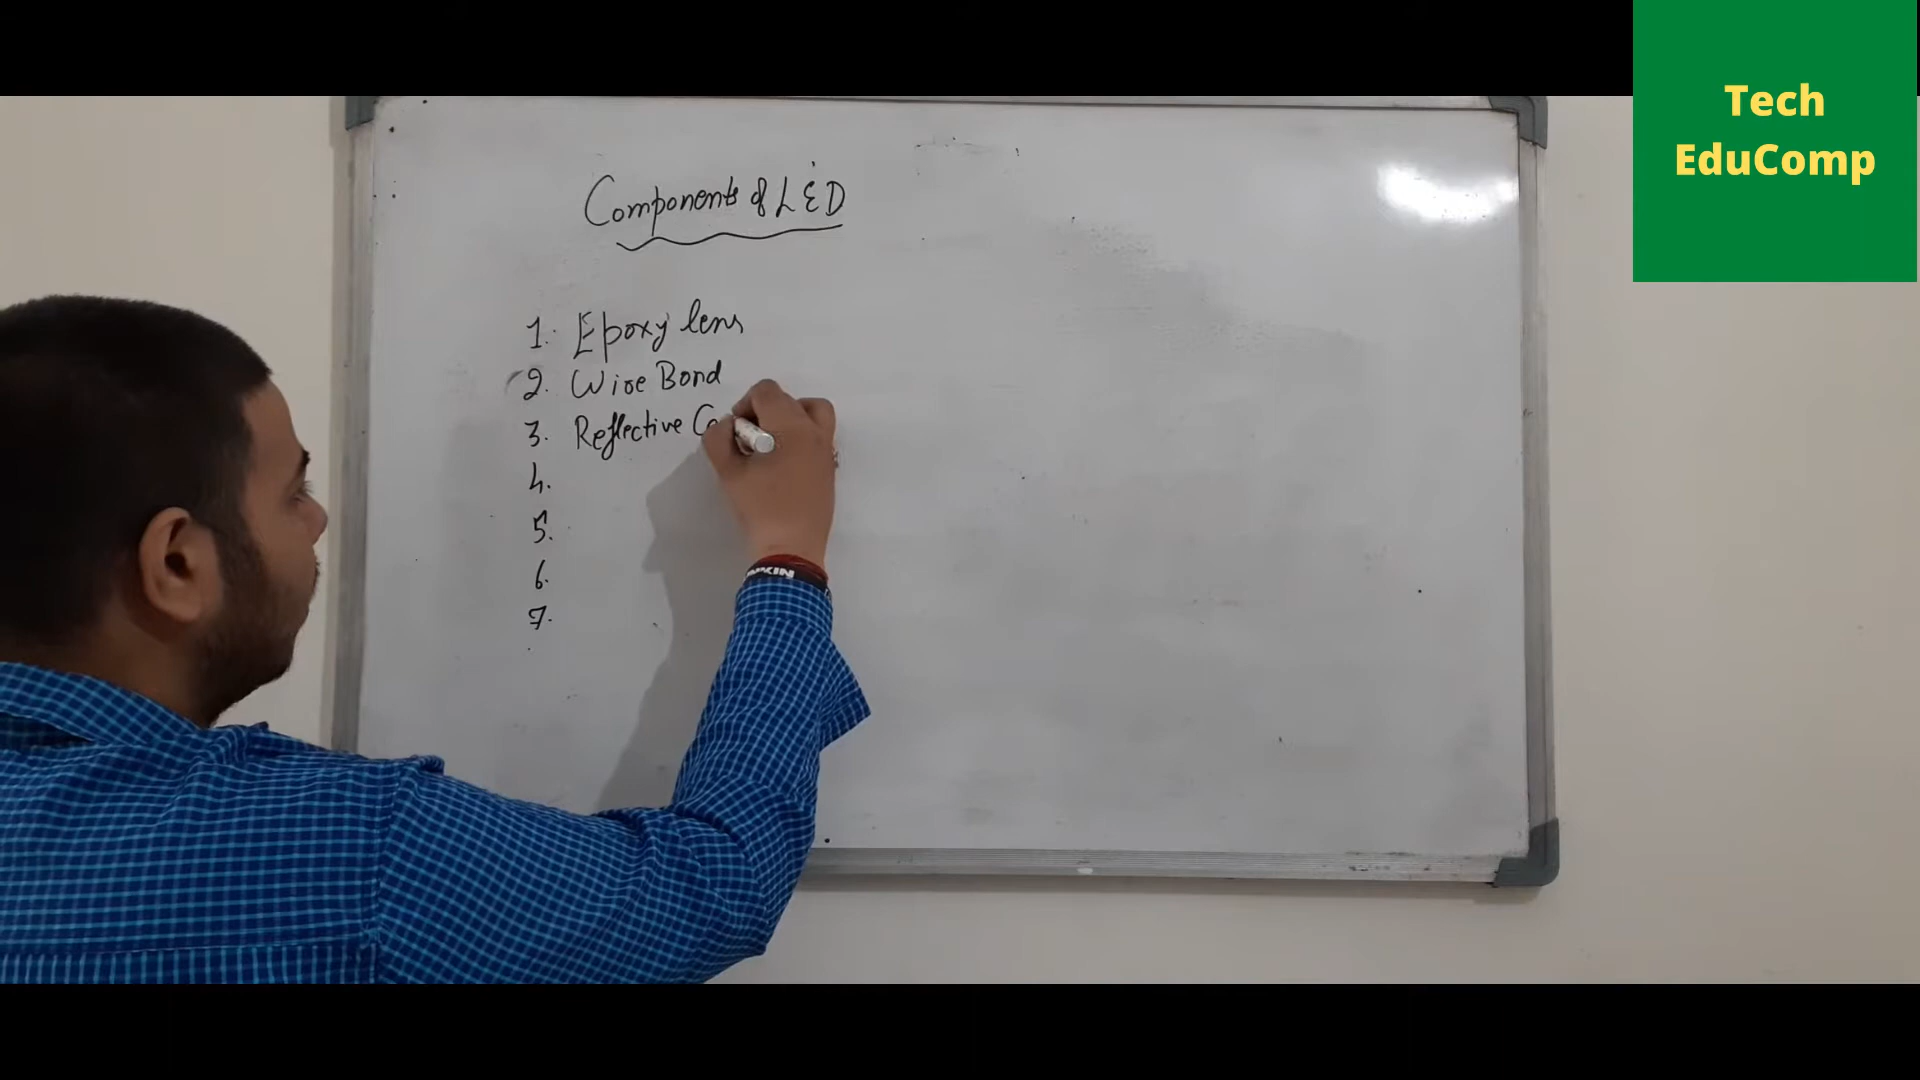 Tech
EduComp
Components of LED
1. Epoxy lens
2. Wire Bond
3. Reflective
4.
5.
6.
7.